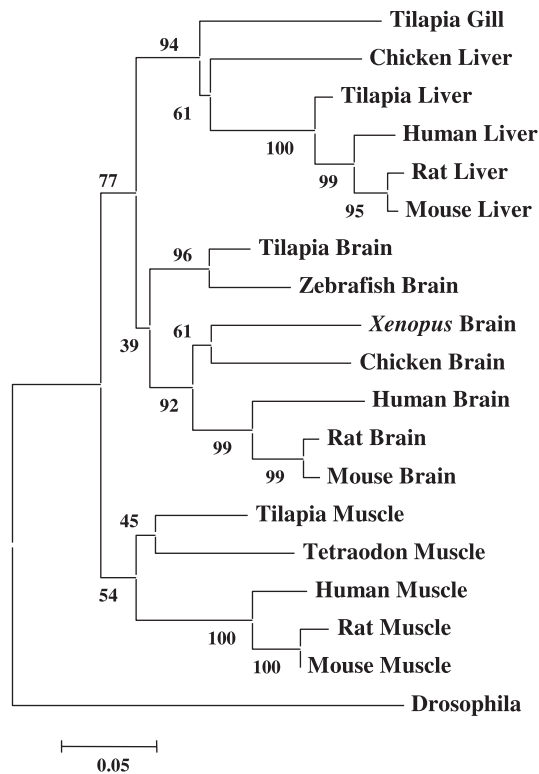 Tilapia Gill
94
Chicken Liver
Tilapia Liver
61
Human Liver
100
Rat Liver
99
77
95
Mouse Liver
Tilapia Brain
96
Zebrafish Brain
61
Xenopus Brain
39
Chicken Brain
Human Brain
92
Rat Brain
99
99
Mouse Brain
Tilapia Muscle
45
Tetraodon Muscle
54
Human Muscle
Rat Muscle
100
100
Mouse Muscle
Drosophila
0.05